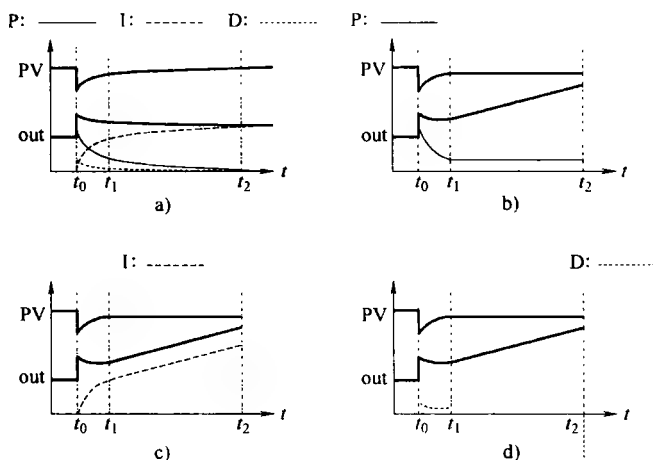 P: I: D: P:
PV
out
t₀ t₁ t₂ t
a)
PV
out
t₀ t₁ t₂ t
b)
I: D:
PV
out
t₀ t₁ t₂ t
c)
PV
out
t₀ t₁ t₂ t
d)